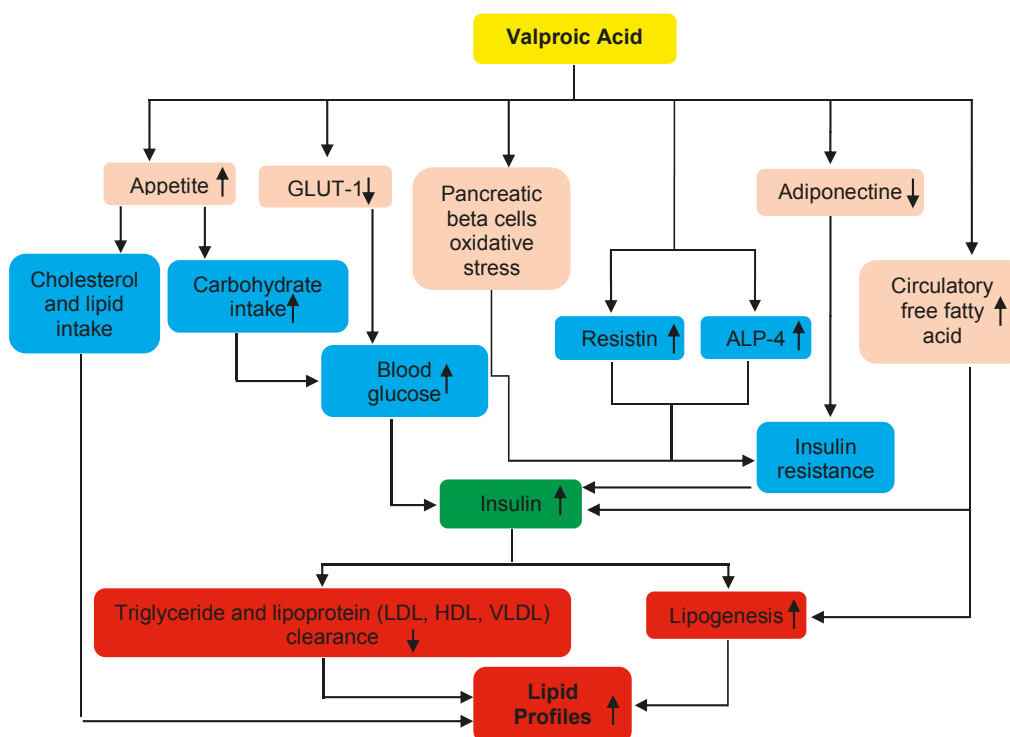 Valproic Acid
Appetite ↑
GLUT-1↓
Pancreatic
beta cells
oxidative
stress
Adiponectine ↓
Cholesterol
and lipid
intake
Carbohydrate
intake↑
Circulatory
free fatty ↑
acid
Resistin ↑
ALP-4 ↑
Blood
glucose ↑
Insulin
resistance
Insulin ↑
Triglyceride and lipoprotein (LDL, HDL, VLDL)
clearance ↓
Lipogenesis ↑
Lipid
Profiles ↑